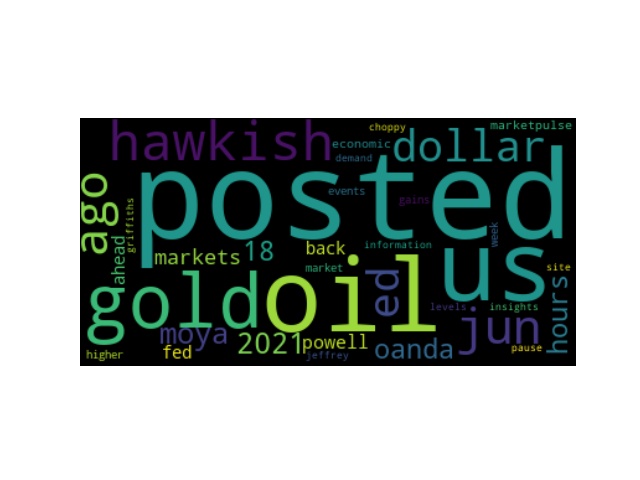 choppy
marketpulse
hawkish
economic
dollar
demand
posted
ago
events
gains
griffiths
us
week
ahead
markets
18
back
information
market
site
gold
oil
ed
hours
g
levels
insights
moya
jun
2021
powell
oanda
pause
higher
fed
jeffrey